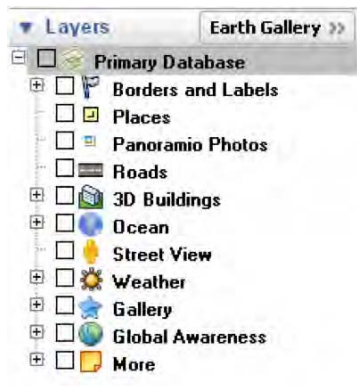 Layers Earth Gallery >>
Primary Database
Borders and Labels
Places
Panoramio Photos
Roads
3D Buildings
Ocean
Street View
Weather
Gallery
Global Awareness
More